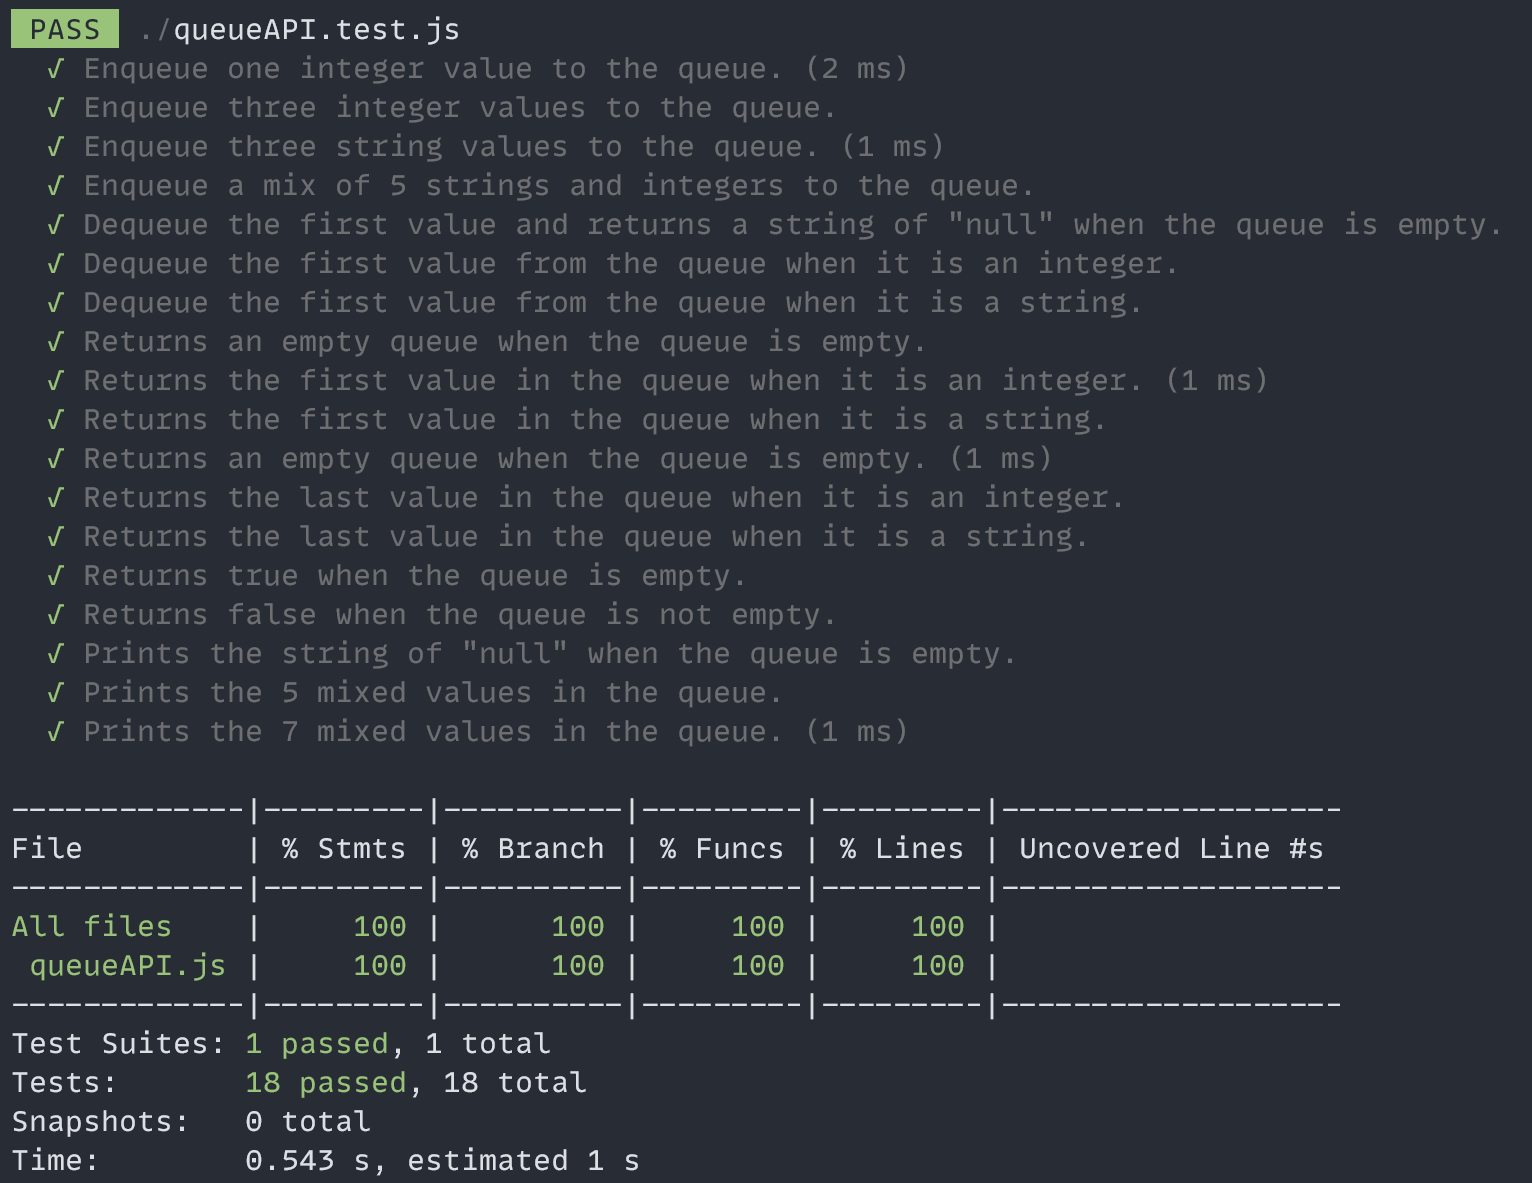 PASS ./queueAPI.test.js
√ Enqueue one integer value to the queue. (2 ms)
√ Enqueue three integer values to the queue.
√ Enqueue three string values to the queue. (1 ms)
√ Enqueue a mix of 5 strings and integers to the queue.
√ Dequeue the first value and returns a string of "null" when the queue is empty.
√ Dequeue the first value from the queue when it is an integer.
√ Dequeue the first value from the queue when it is a string.
√ Returns an empty queue when the queue is empty.
√ Returns the first value in the queue when it is an integer. (1 ms)
√ Returns the first value in the queue when it is a string.
√ Returns an empty queue when the queue is empty. (1 ms)
√ Returns the last value in the queue when it is an integer.
√ Returns the last value in the queue when it is a string.
√ Returns true when the queue is empty.
√ Returns false when the queue is not empty.
√ Prints the string of "null" when the queue is empty.
√ Prints the 5 mixed values in the queue.
√ Prints the 7 mixed values in the queue. (1 ms)
-------------|---------|----------|---------|---------|-------------------
File         | % Stmts | % Branch | % Funcs | % Lines | Uncovered Line #s
-------------|---------|----------|---------|---------|-------------------
All files    |     100 |      100 |     100 |     100 |
 queueAPI.js |     100 |      100 |     100 |     100 |
-------------|---------|----------|---------|---------|-------------------
Test Suites: 1 passed, 1 total
Tests:       18 passed, 18 total
Snapshots:   0 total
Time:        0.543 s, estimated 1 s